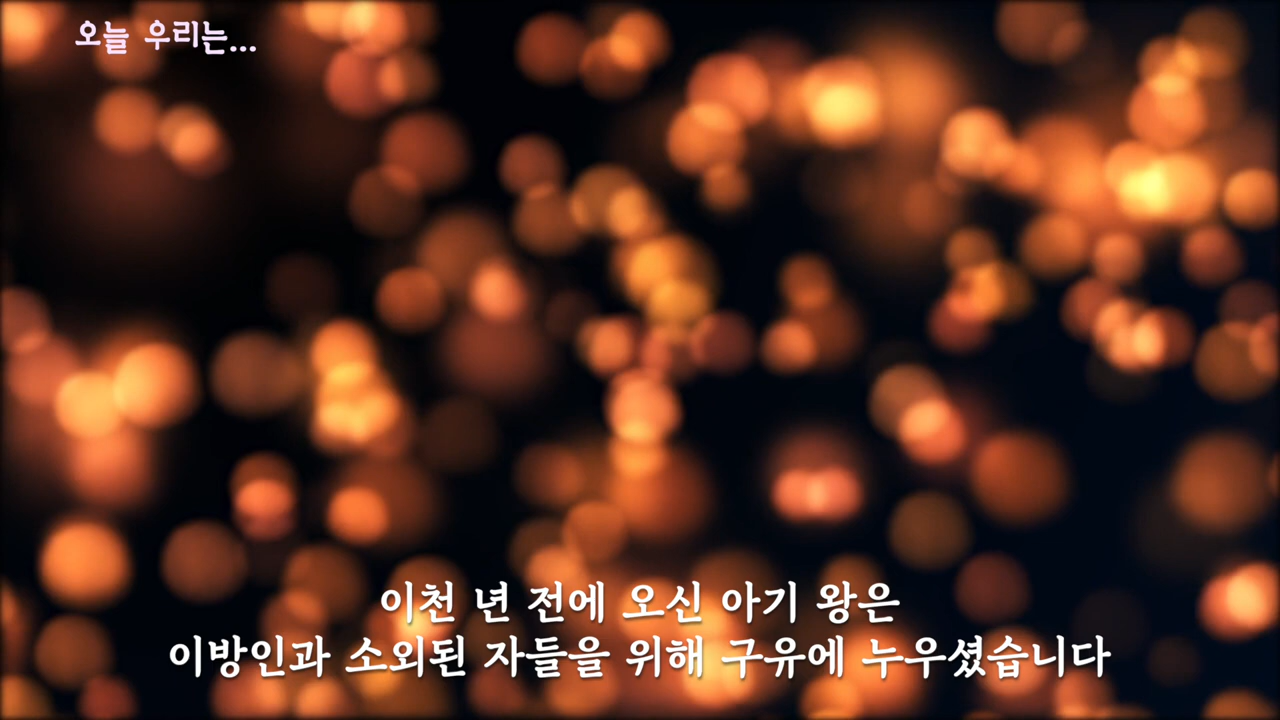 오늘 우리는...
이천 년 전에 오신 아기 왕은
이방인과 소외된 자들을 위해 구유에 누우셨습니다